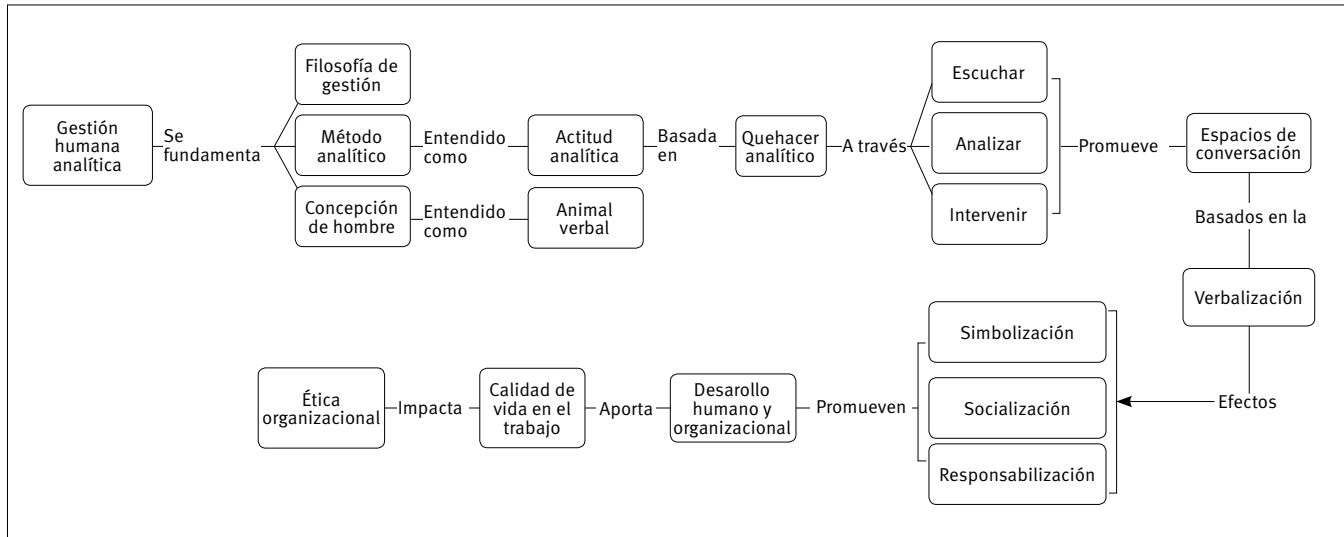 Gestión
humana
analítica
Se
fundamenta
Filosofía de
gestión
Método
analítico
Concepción
de hombre
Entendido
como
Entendido
como
Actitud
analítica
Animal
verbal
Basada
en
Quehacer
analítico
A través
Escuchar
Analizar
Intervenir
Promueve
Espacios de
conversación
Basados en la
Verbalización
Efectos
Simbolización
Socialización
Responsabilización
Promueven
Desarollo
humano y
organizacional
Aporta
Calidad de
vida en el
trabajo
Impacta
Ética
organizacional